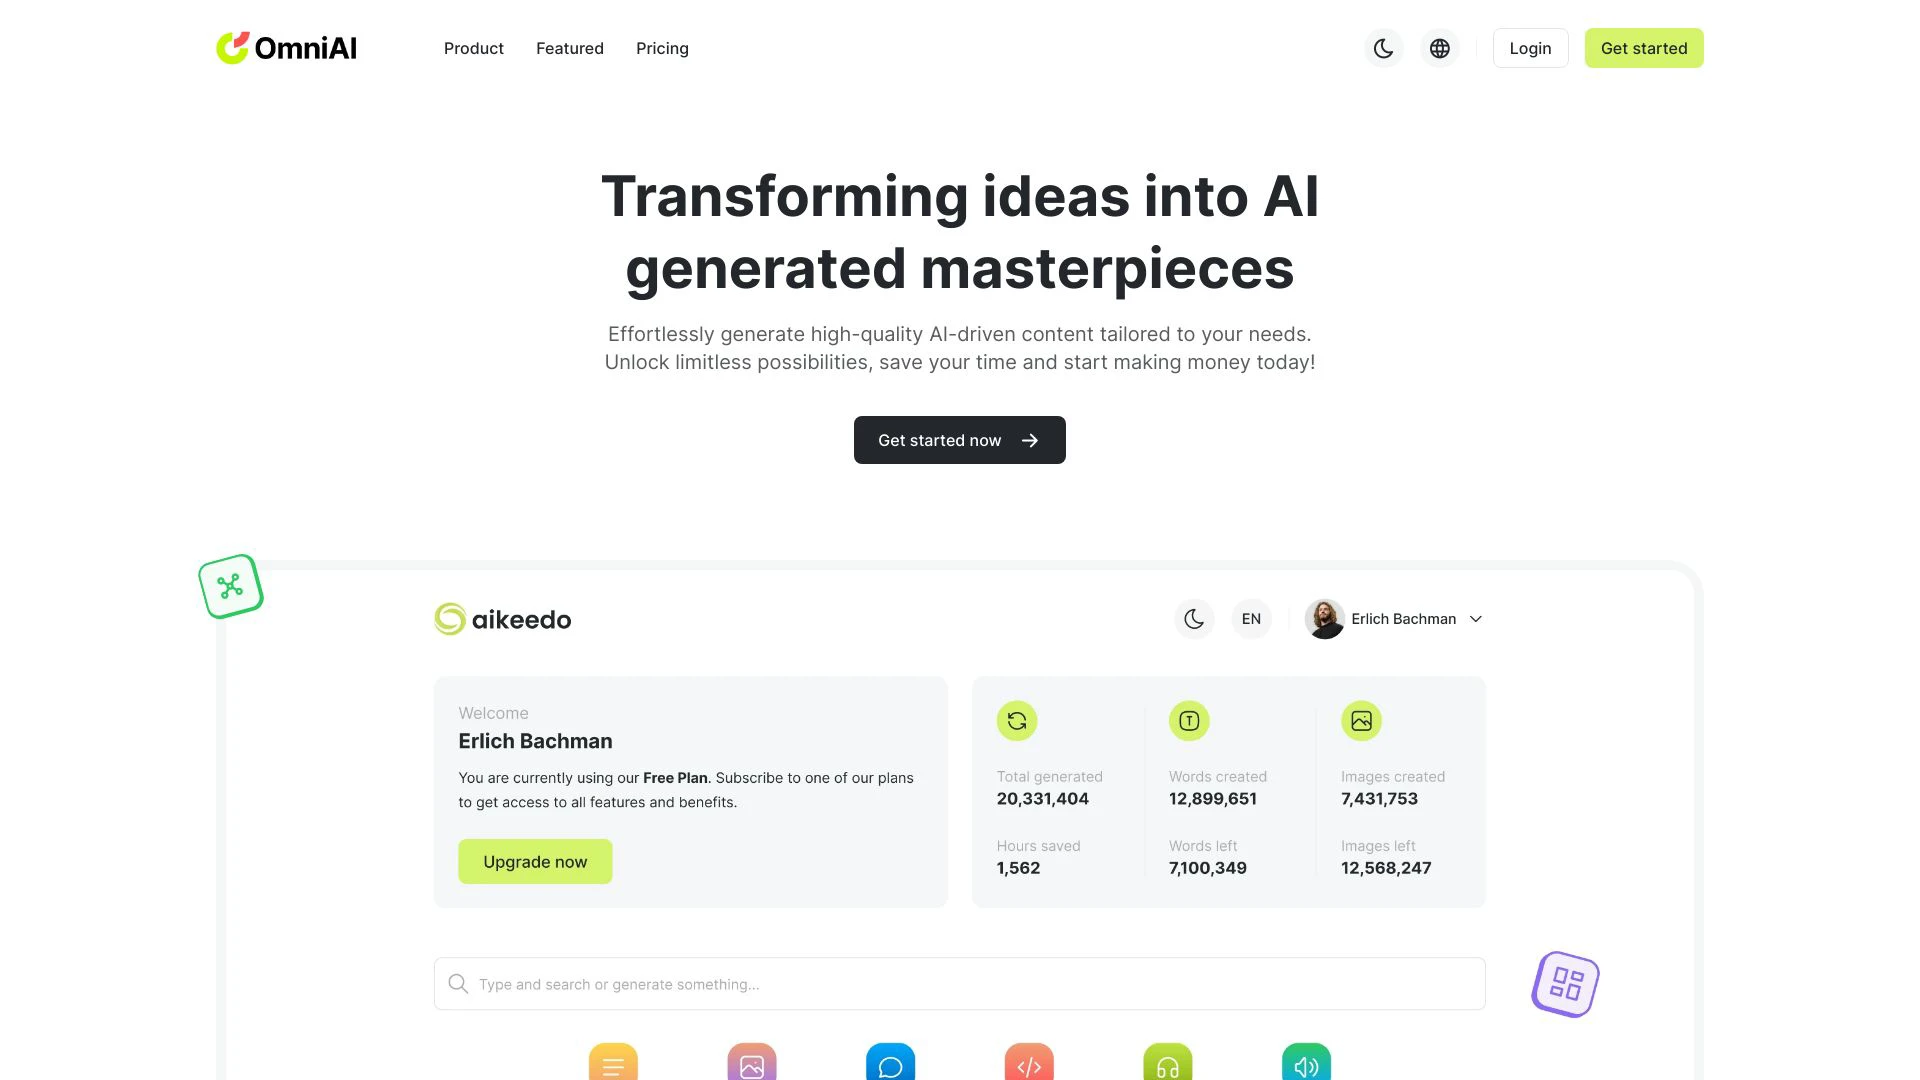 OmniAI
Product
Featured
Pricing
Login
Get started
Transforming ideas into AI
generated masterpieces
Effortlessly generate high-quality AI-driven content tailored to your needs.
Unlock limitless possibilities, save your time and start making money today!
Get started now
aikeedo
EN
Erlich Bachman
Welcome
Erlich Bachman
You are currently using our Free Plan. Subscribe to one of our plans
to get access to all features and benefits.
Upgrade now
T
Total generated
20,331,404
Words created
12,899,651
Images created
7,431,753
Hours saved
1,562
Words left
7,100,349
Images left
12,568,247
Type and search or generate something...